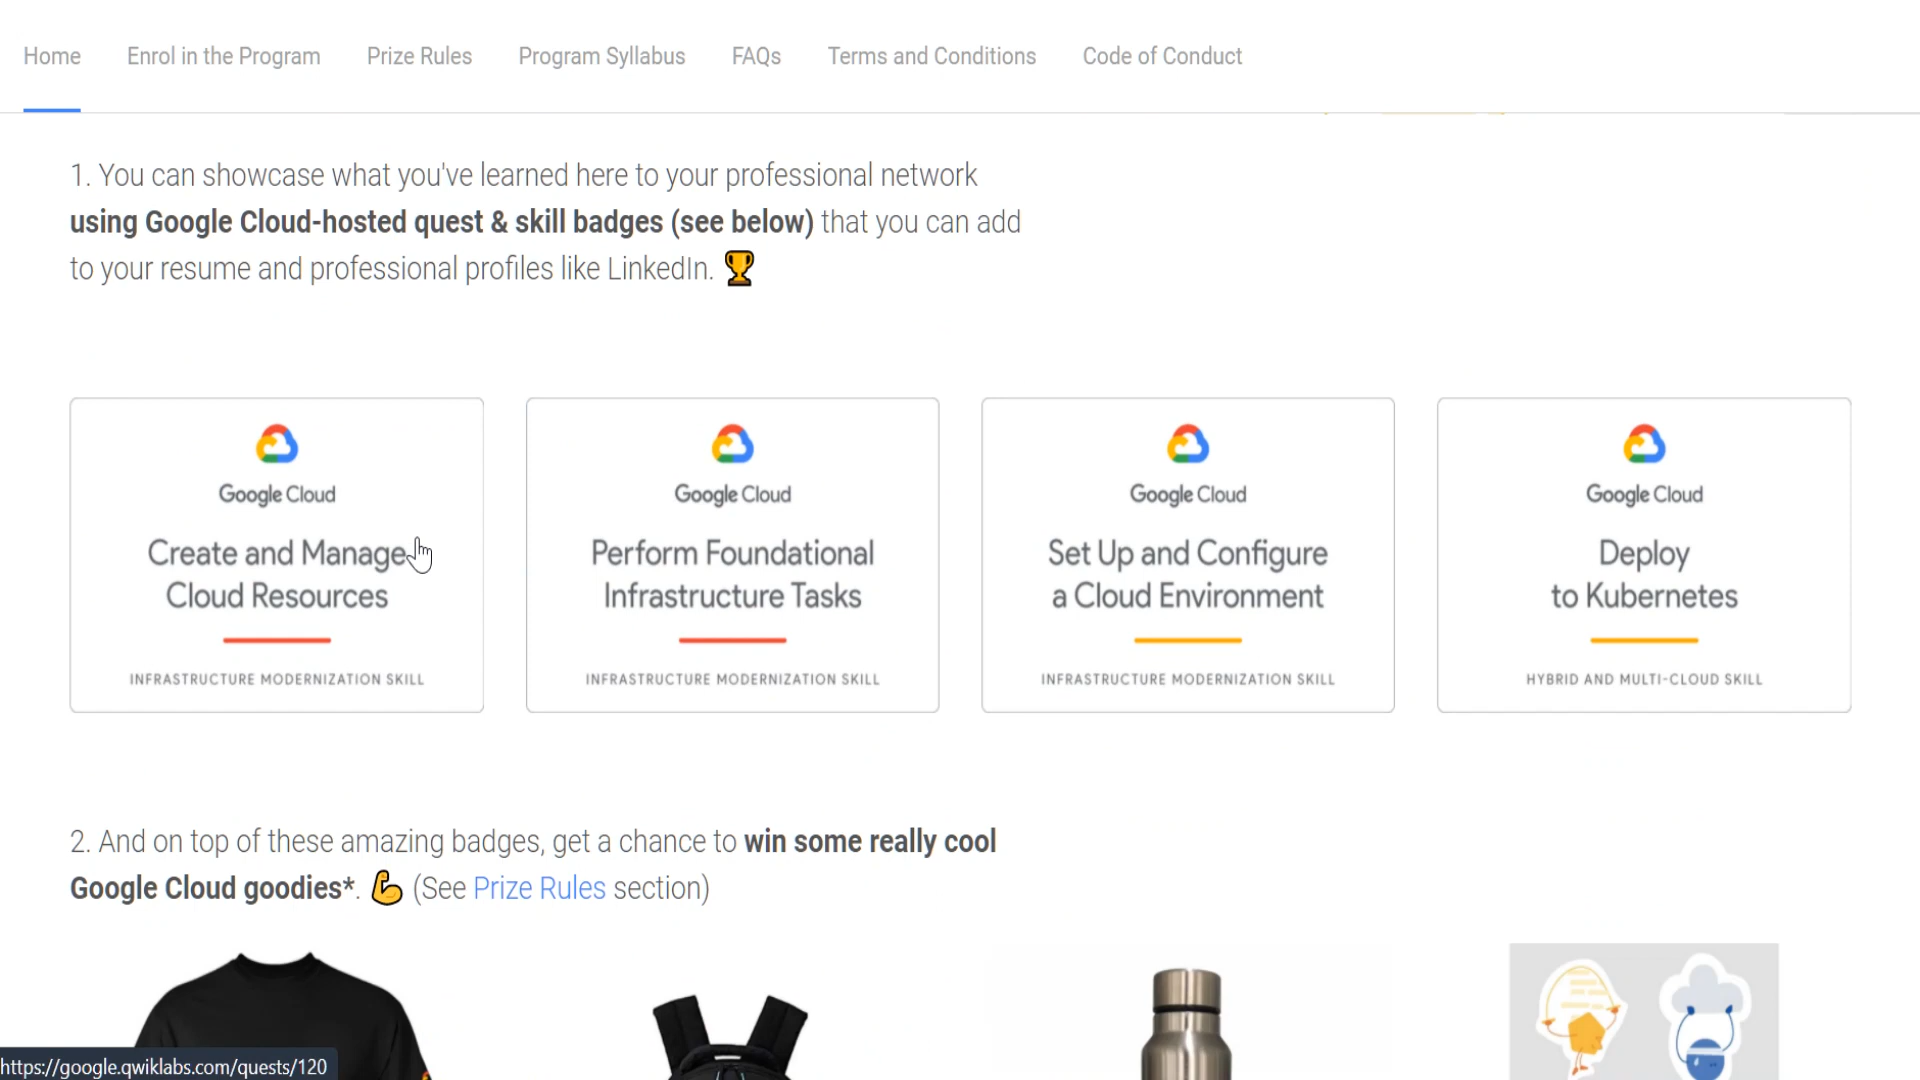 Home Enrol in the Program Prize Rules Program Syllabus FAQs Terms and Conditions Code of Conduct
1. You can showcase what you've learned here to your professional network
using Google Cloud-hosted quest & skill badges (see below) that you can add
to your resume and professional profiles like LinkedIn. 🏆
Google Cloud
Create and Manage
Cloud Resources
INFRASTRUCTURE MODERNIZATION SKILL
Google Cloud
Perform Foundational
Infrastructure Tasks
INFRASTRUCTURE MODERNIZATION SKILL
Google Cloud
Set Up and Configure
a Cloud Environment
INFRASTRUCTURE MODERNIZATION SKILL
Google Cloud
Deploy
to Kubernetes
HYBRID AND MULTI-CLOUD SKILL
2. And on top of these amazing badges, get a chance to win some really cool
Google Cloud goodies*. 💪 (See Prize Rules section)
https://google.qwiklabs.com/quests/120